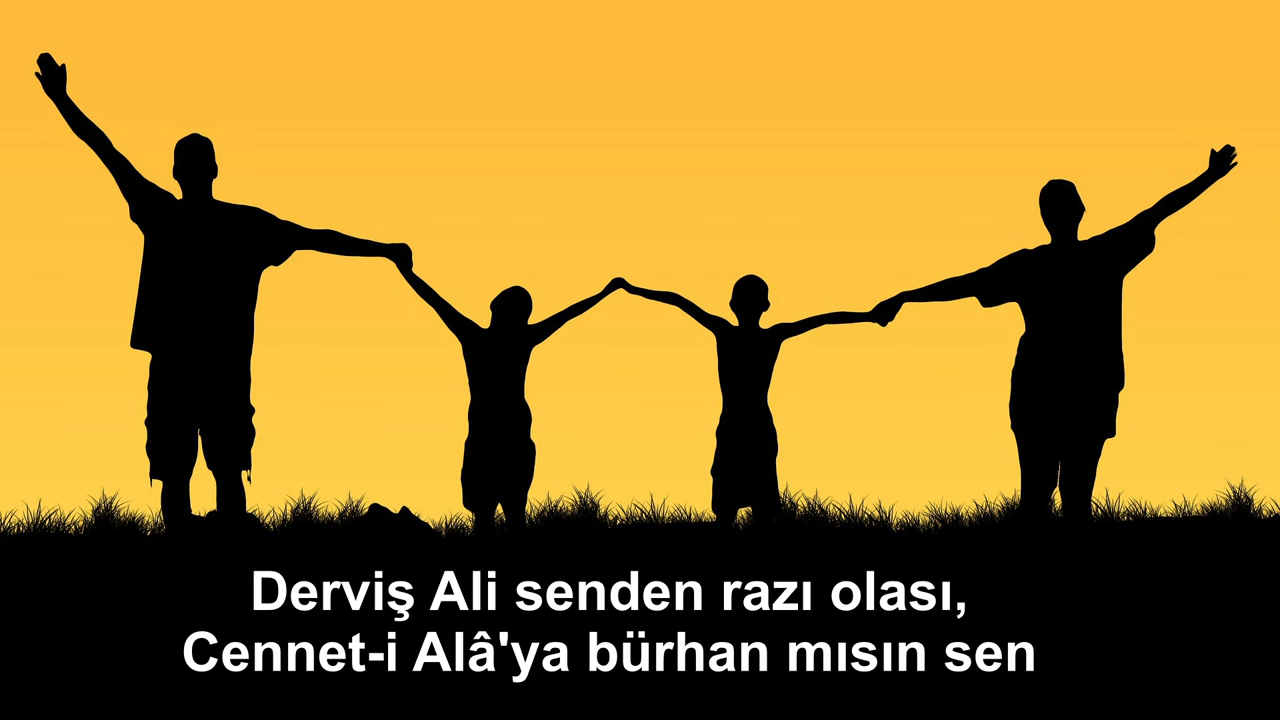 Derviş Ali senden razı olası,
Cennet-i Alâ'ya bürhan mısın sen